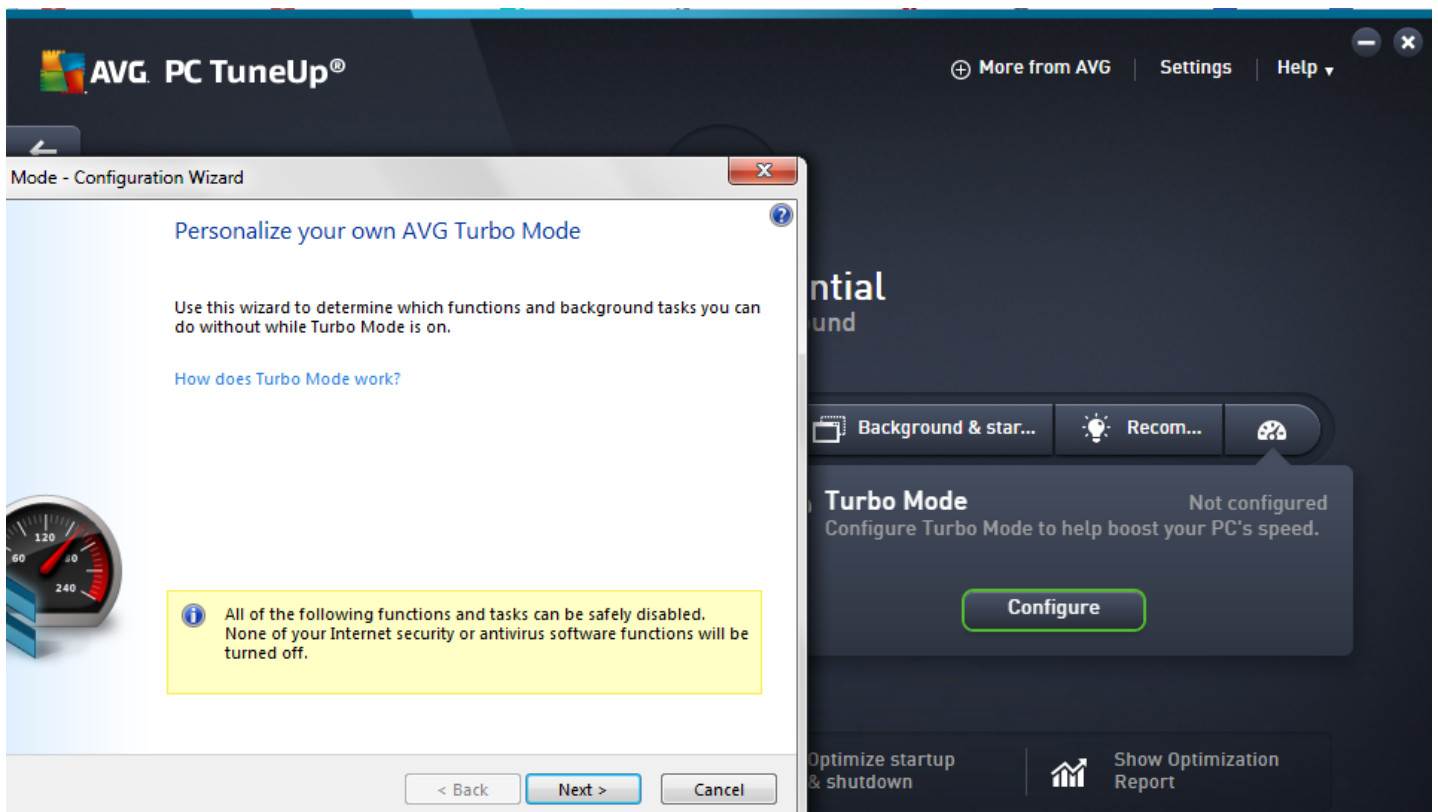 AVG. PC TuneUp®
More from AVG
Settings
Help
Mode - Configuration Wizard
Personalize your own AVG Turbo Mode
Use this wizard to determine which functions and background tasks you can
do without while Turbo Mode is on.
How does Turbo Mode work?
120
60
240
All of the following functions and tasks can be safely disabled.
None of your Internet security or antivirus software functions will be
turned off.
< Back
Next >
Cancel
ntial
und
Background & star...
Recom...
Turbo Mode
Not configured
Configure Turbo Mode to help boost your PC's speed.
Configure
Optimize startup
& shutdown
Show Optimization
Report